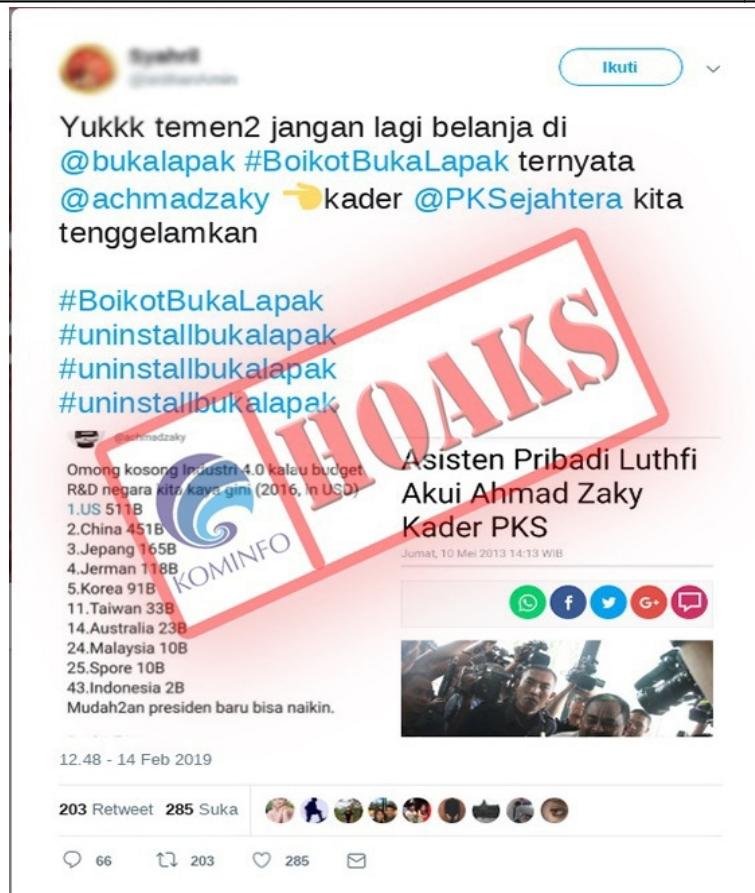 Ikuti
Yukkk temen2 jangan lagi belanja di
@bukalapak #BoikotBukaLapak ternyata
@achmadzaky 👈kader @PKSejahtera kita
tenggelamkan
#BoikotBukaLapak
#uninstallbukalapak
#uninstallbukalapak
#uninstallbukalapak
@achmadzaky
Omong kosong Industri 4.0 kalau budget
R&D negara kita kaya gini (2016, in USD)
1.US 511B
2.China 451B
3.Jepang 165B
4.Jerman 118B
5.Korea 91B
11.Taiwan 33B
14.Australia 23B
24.Malaysia 10B
25.Spore 10B
43.Indonesia 2B
Mudah2an presiden baru bisa naikin.
Asisten Pribadi Luthfi
Akui Ahmad Zaky
Kader PKS
Jumat, 10 Mei 2013 14:13 WIB
G+
KOMINFO
HOAKS
12.48 - 14 Feb 2019
203 Retweet 285 Suka
66 203 285